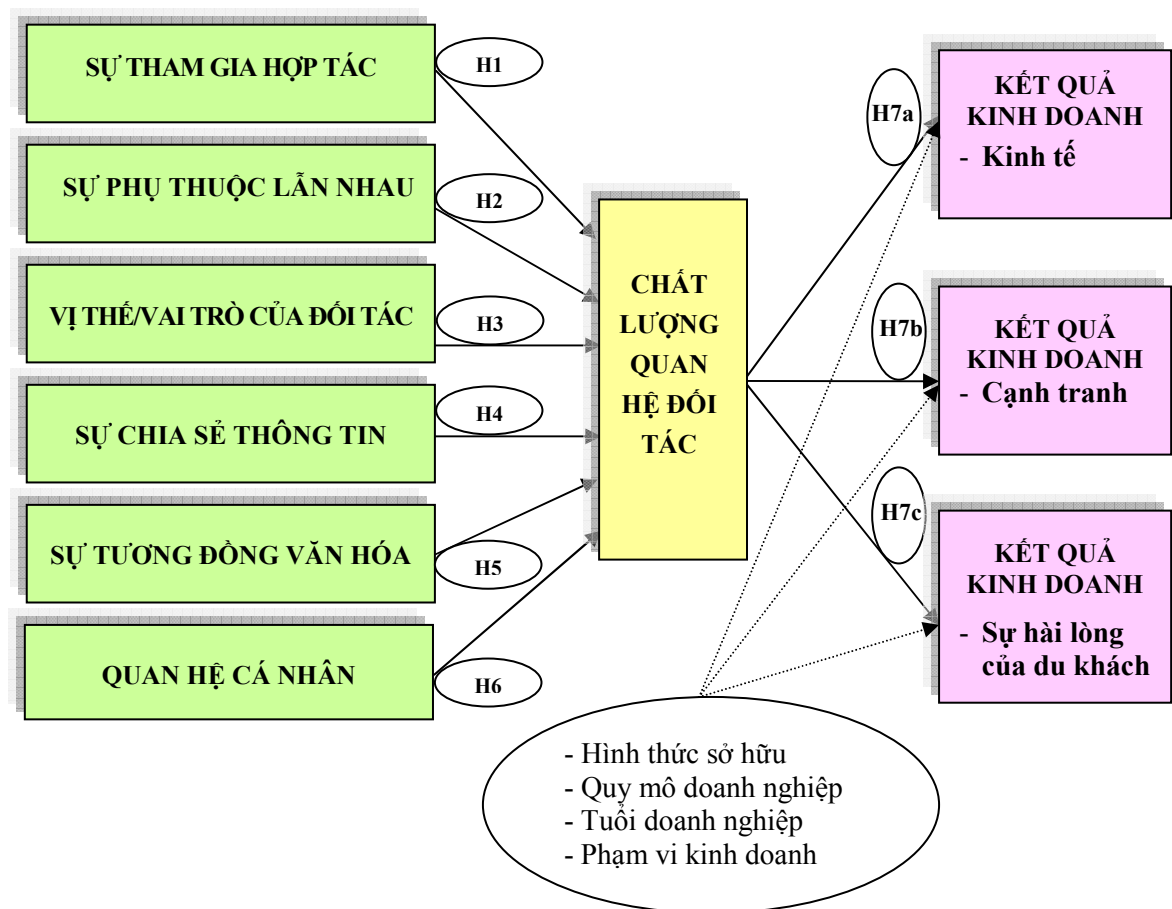 SỰ THAM GIA HỢP TÁC
H1
SỰ PHỤ THUỘC LẪN NHAU
H2
VỊ THẾ/VAI TRÒ CỦA ĐỐI TÁC
H3
SỰ CHIA SẺ THÔNG TIN
H4
SỰ TƯƠNG ĐỒNG VĂN HÓA
H5
QUAN HỆ CÁ NHÂN
H6
CHẤT
LƯỢNG
QUAN
HỆ ĐỐI
TÁC
H7a
KẾT QUẢ
KINH DOANH
- Kinh tế
H7b
KẾT QUẢ
KINH DOANH
- Cạnh tranh
H7c
KẾT QUẢ
KINH DOANH
- Sự hài lòng
của du khách
- Hình thức sở hữu
- Quy mô doanh nghiệp
- Tuổi doanh nghiệp
- Phạm vi kinh doanh